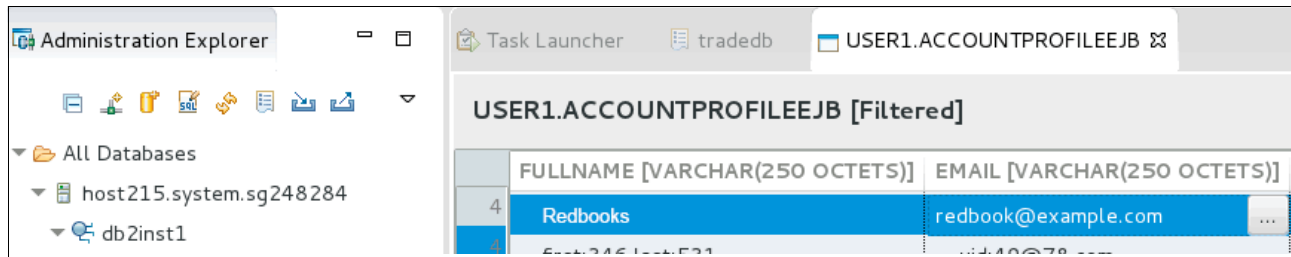 Administration Explorer
Task Launcher
tradedb
USER1.ACCOUNTPROFILEEJB
SQL
USER1.ACCOUNTPROFILEEJB [Filtered]
All Databases
host215.system.sg248284
db2inst1
FULLNAME [VARCHAR(250 OCTETS)] EMAIL [VARCHAR(250 OCTETS)]
4 Redbooks redbook@example.com ...
4